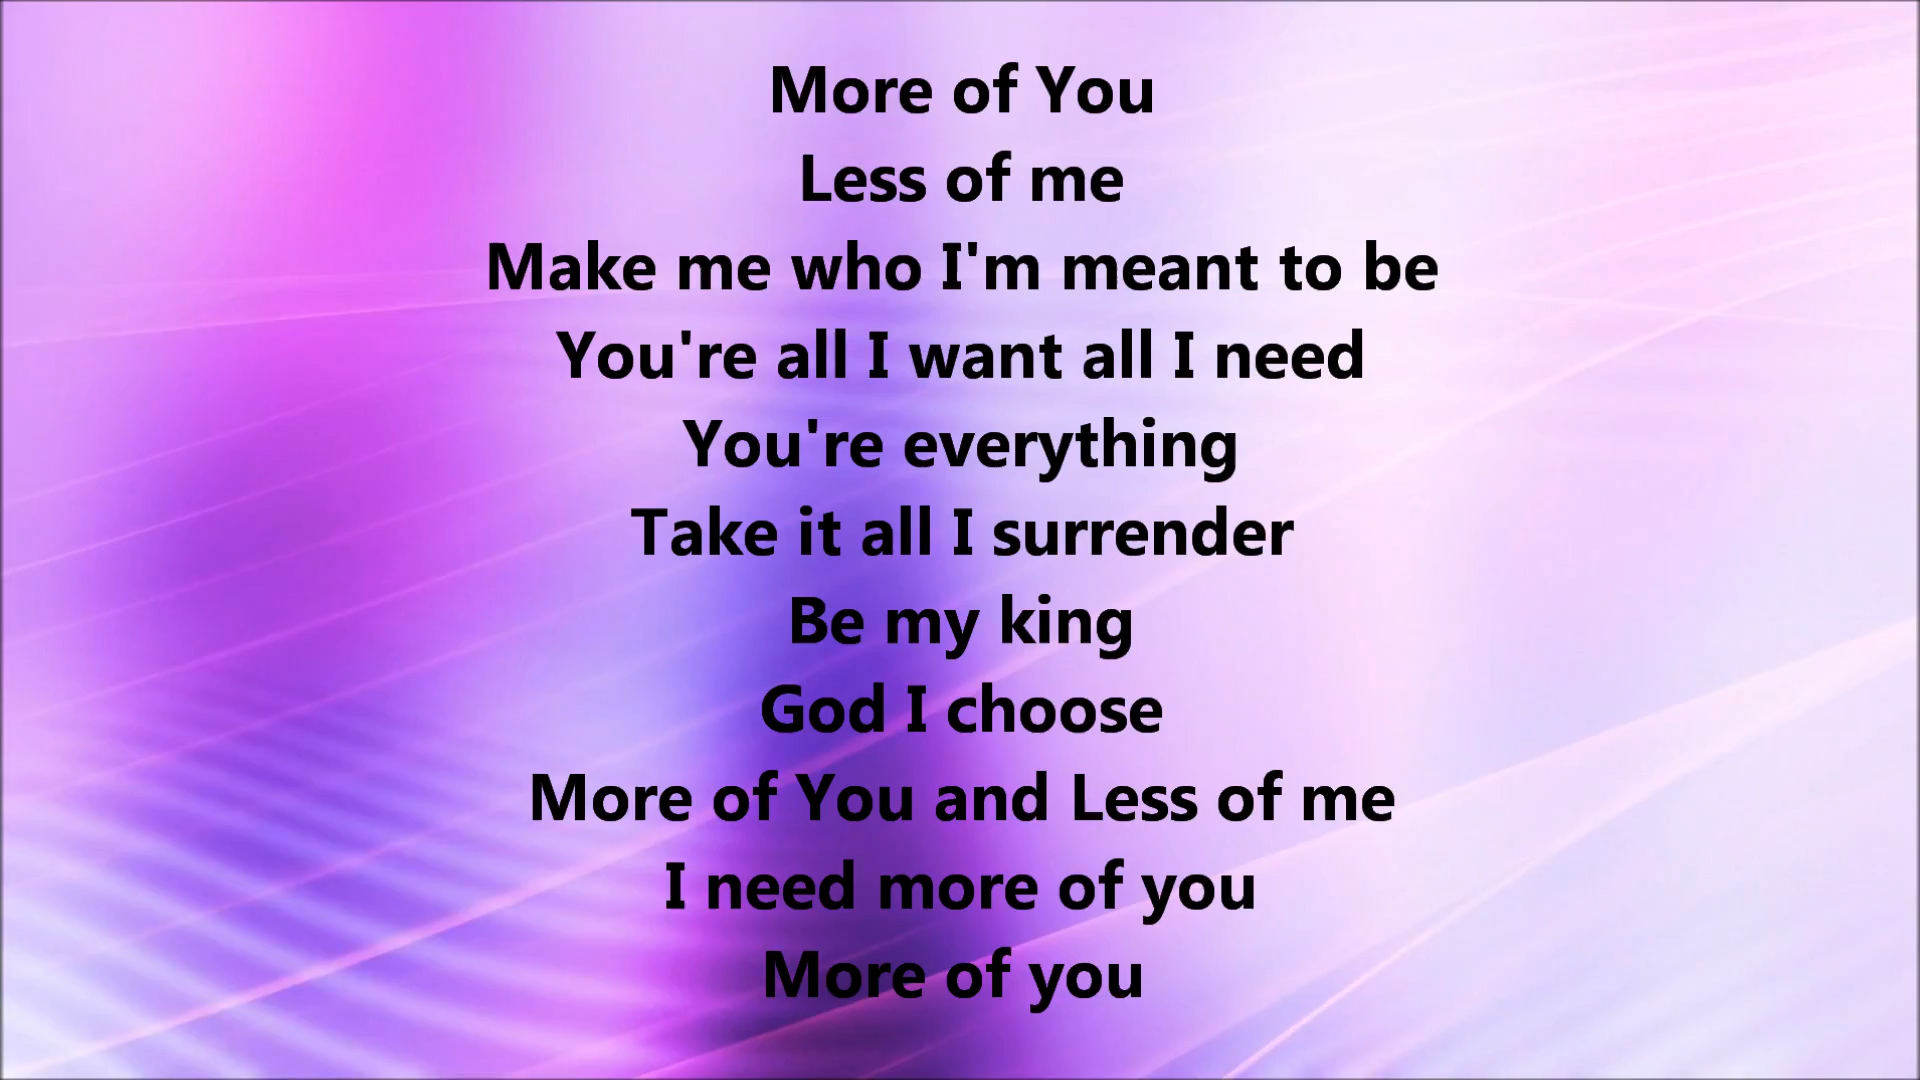 More of You
Less of me
Make me who I'm meant to be
You're all I want all I need
You're everything
Take it all I surrender
Be my king
God I choose
More of You and Less of me
I need more of you
More of you